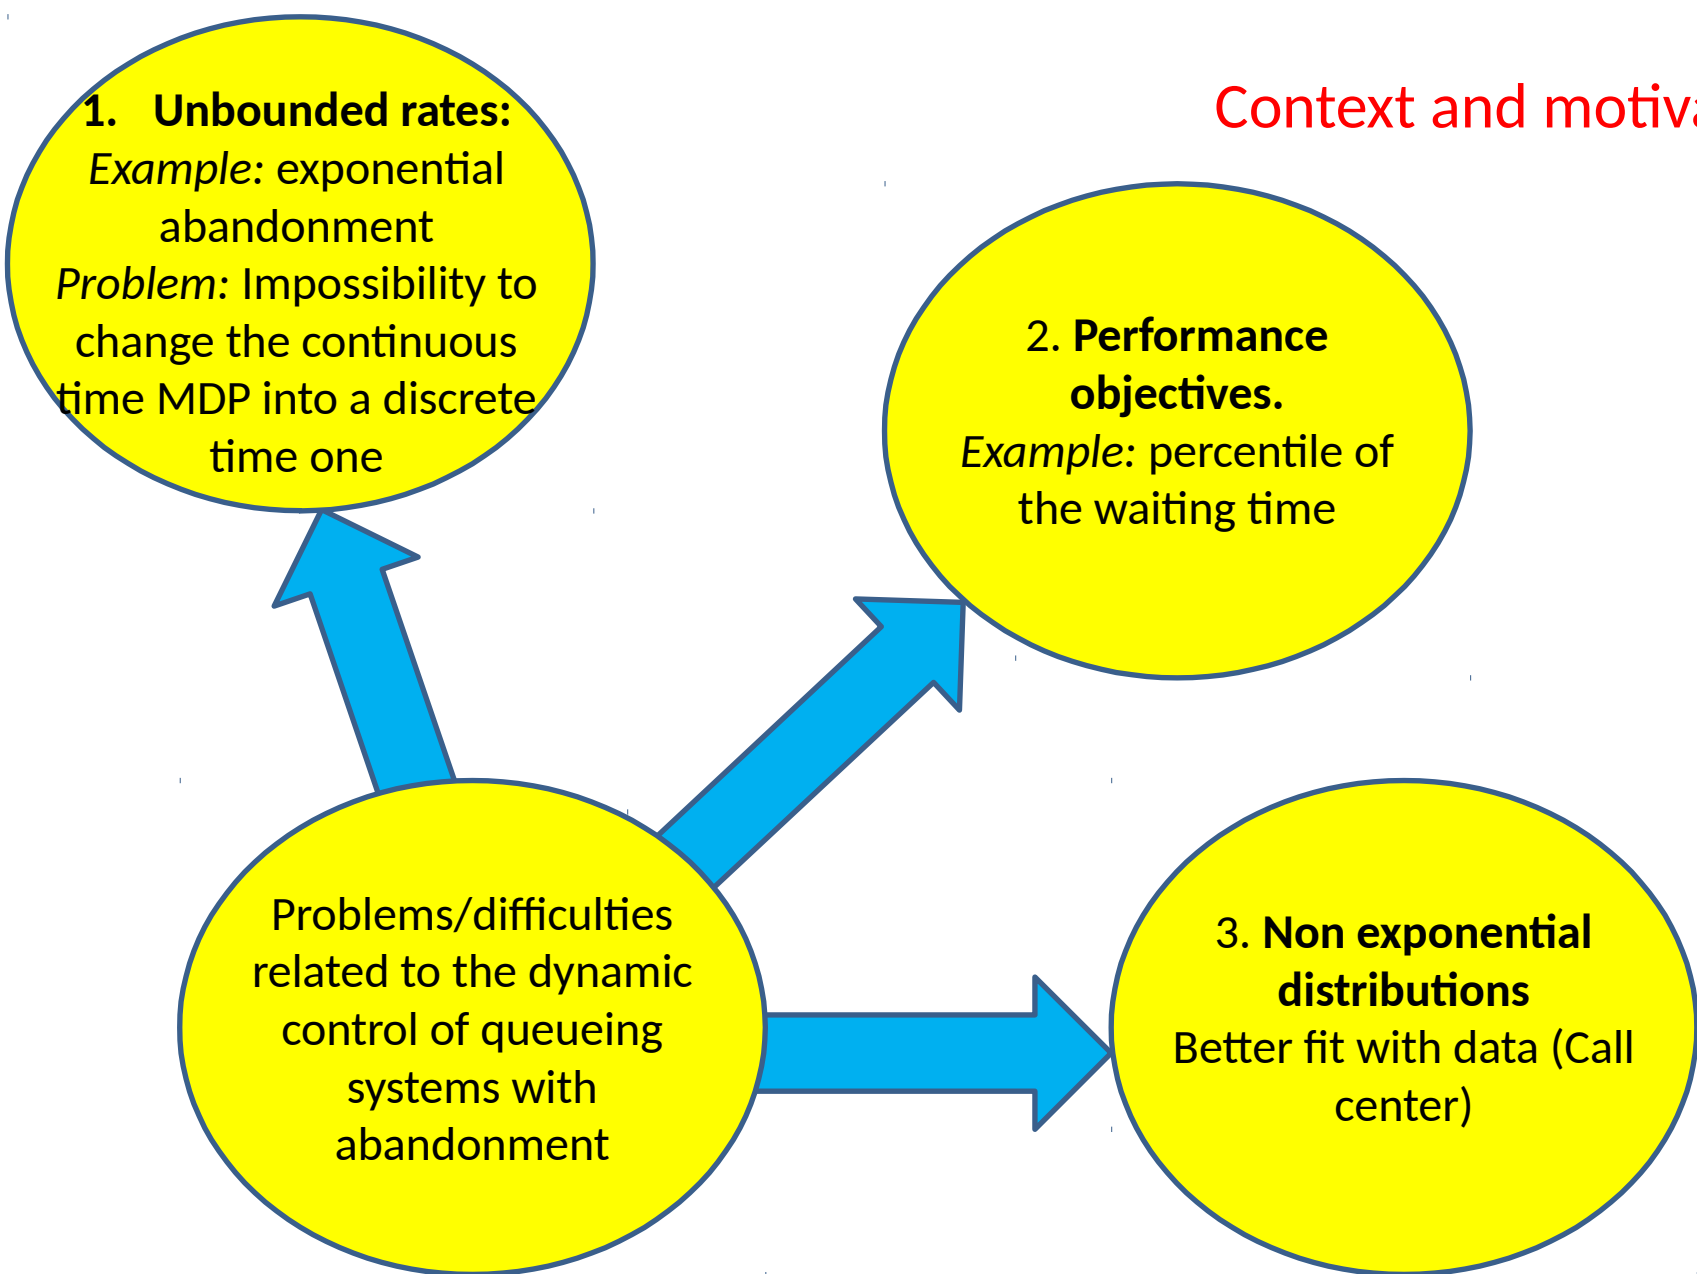 Context and
1. Unbounded rates:
Example: exponential
abandonment
Problem: Impossibility to
change the continuous
time MDP into a discrete
time one
2. Performance
objectives.
Example: percentile of
the waiting time
Problems/difficulties
related to the dynamic
control of queueing
systems with
abandonment
3. Non exponential
distributions
Better fit with data (Call
center)